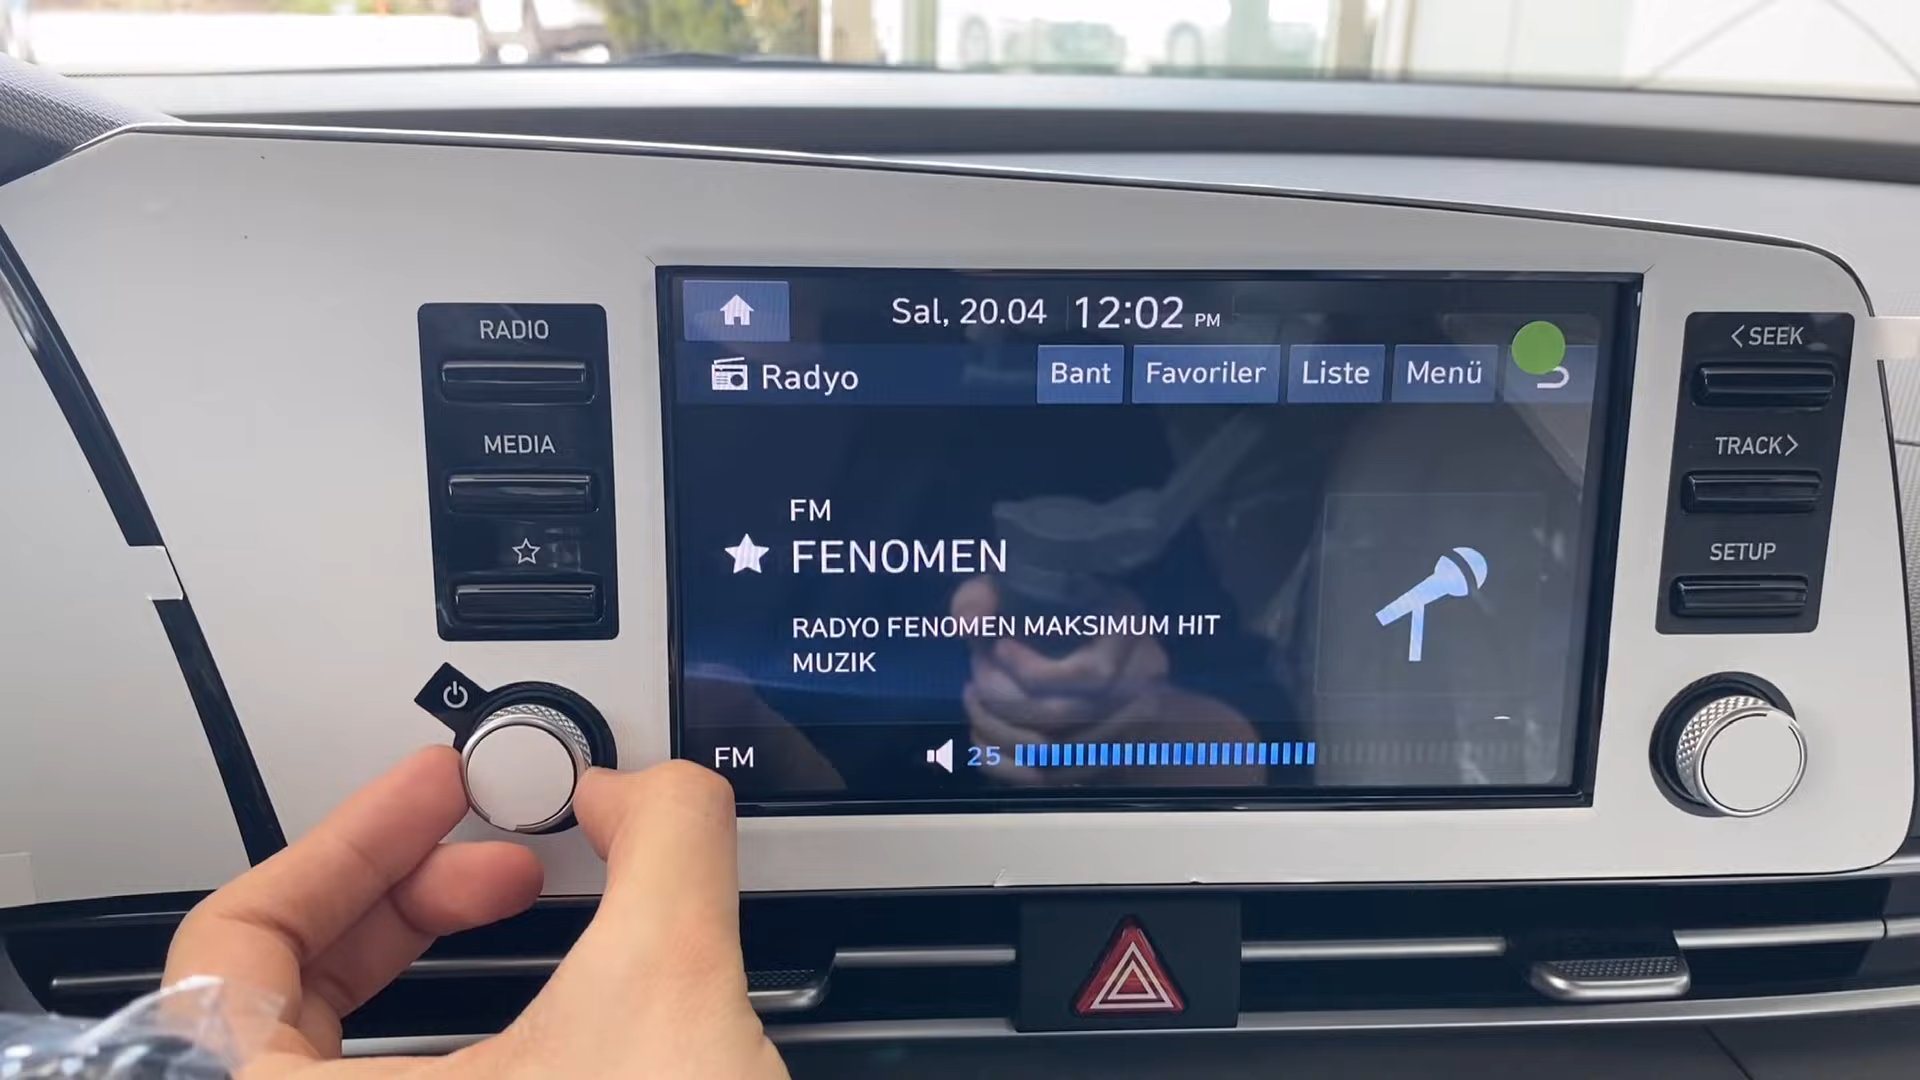 RADIO
MEDIA
Sal, 20.04 12:02 PM
Radyo
Bant
Favoriler
Liste
Menü
FM
FENOMEN
RADYO FENOMEN MAKSIMUM HIT
MUZIK
FM
25
<SEEK
TRACK>
SETUP